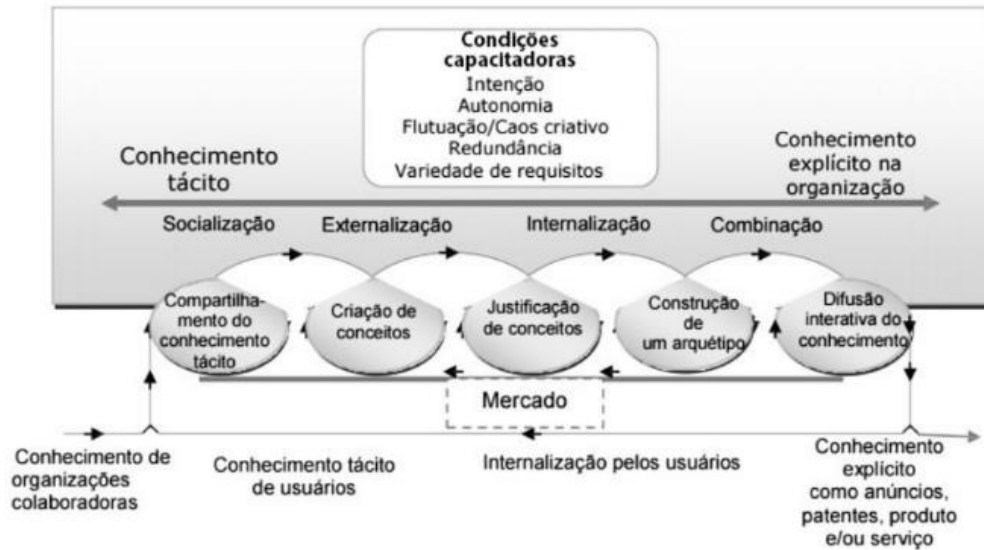 Condições
capacitadoras
Intenção
Autonomia
Flutuação/Caos criativo
Redundância
Variedade de requisitos
Conhecimento
tácito
Conhecimento
explícito na
organização
Socialização
Externalização
Internalização
Combinação
Compartilha-
mento do
conhecimento
tácito
Criação de
conceitos
Justificação
de conceitos
Construção
de
um arquétipo
Difusão
interativa do
conhecimento
Mercado
Conhecimento de
organizações
colaboradoras
Conhecimento tácito
de usuários
Internalização pelos usuários
Conhecimento
explícito
como anúncios,
patentes, produto
e/ou serviço